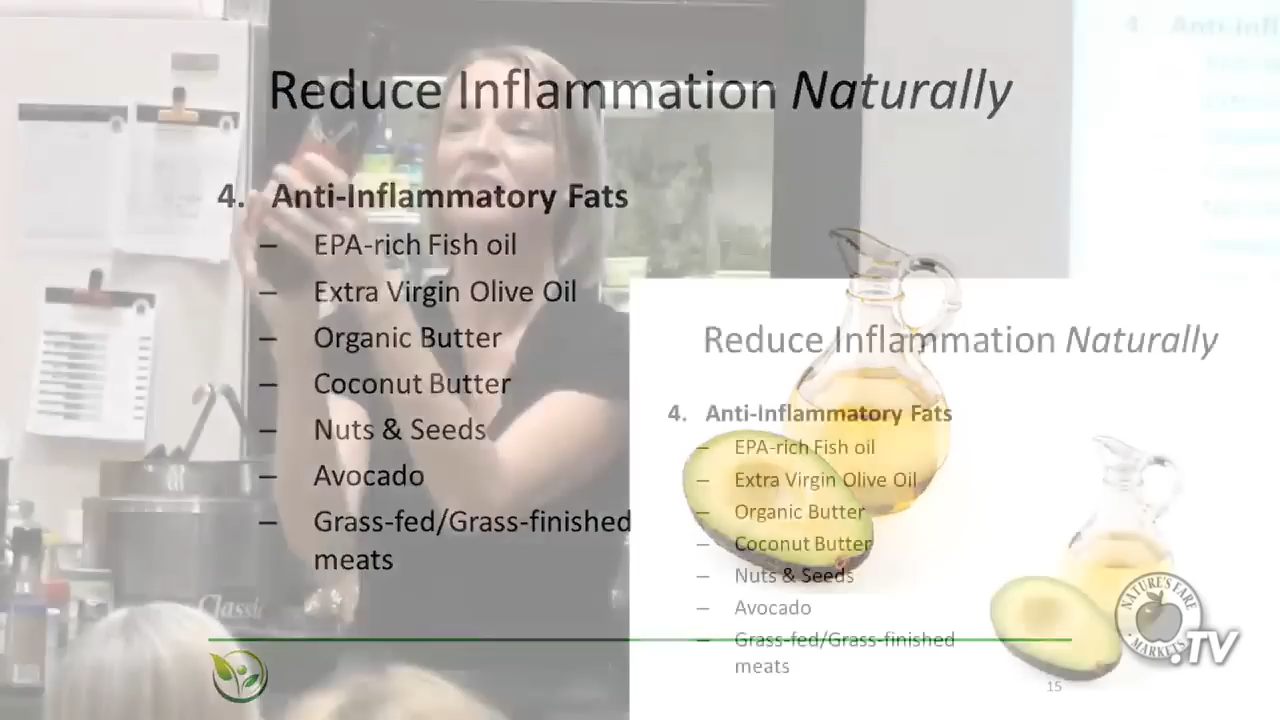 Reduce Inflammation Naturally
4. Anti-Inflammatory Fats
– EPA-rich Fish oil
– Extra Virgin Olive Oil
– Organic Butter
– Coconut Butter
– Nuts & Seeds
– Avocado
– Grass-fed/Grass-finished
meats
Reduce Inflammation Naturally
4. Anti-Inflammatory Fats
– EPA-rich Fish oil
– Extra Virgin Olive Oil
– Organic Butter
– Coconut Butter
– Nuts & Seeds
– Avocado
– Grass-fed/Grass-finished
meats
15
Classic
NATURE'S FARE
MARKETS
.TV